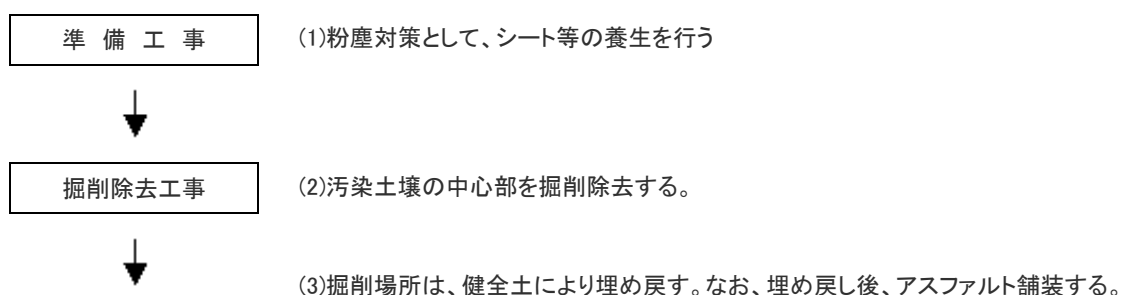 準 備 工 事
(1)粉塵対策として、シート等の養生を行う
掘削除去工事
(2)汚染土壌の中心部を掘削除去する。
(3)掘削場所は、健全土により埋め戻す。なお、埋め戻し後、アスファルト舗装する。